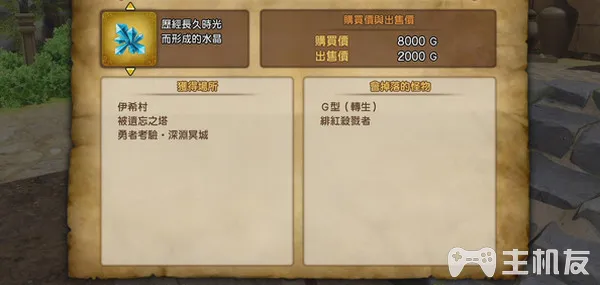 歷經長久時光
而形成的水晶
購買價與出售價
購買價 8000 G
出售價 2000 G
獲得場所
伊希村
被遺忘之塔
勇者考驗・深淵冥城
會掉落的怪物
G型（轉生）
緋紅殺戮者
主机友